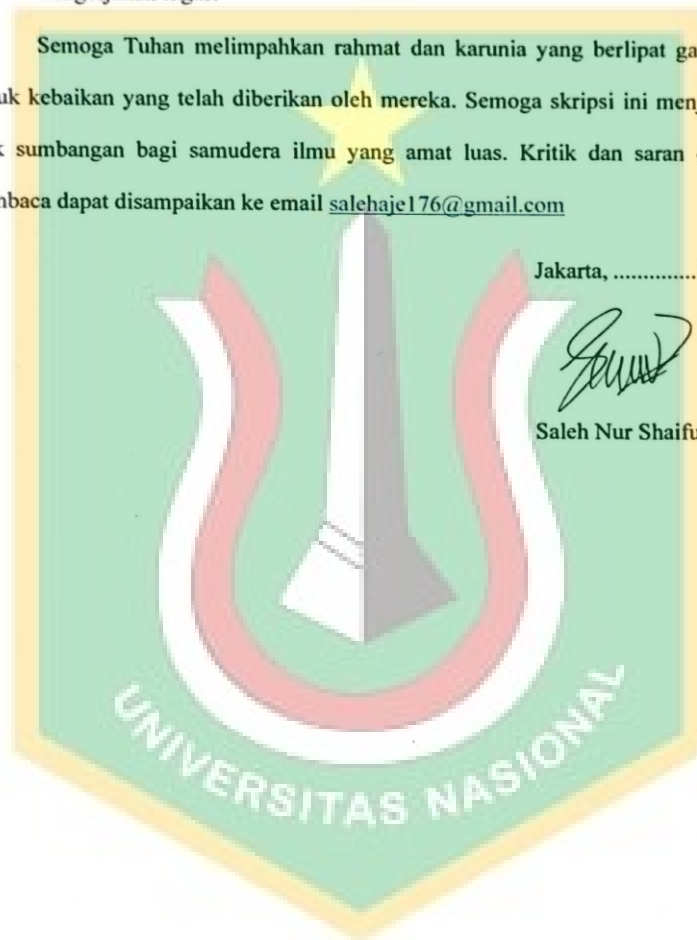 Semoga Tuhan melimpahkan rahmat dan karunia yang berlipat
kebaikan yang telah diberikan oleh mereka. Semoga skripsi ini
sumbangan bagi samudera ilmu yang amat luas. Kritik dan saran
dapat disampaikan ke email salehaje176@gmail.com
Jakarta, ..............
Saleh Nur
UNIVERSITAS NASIONAL